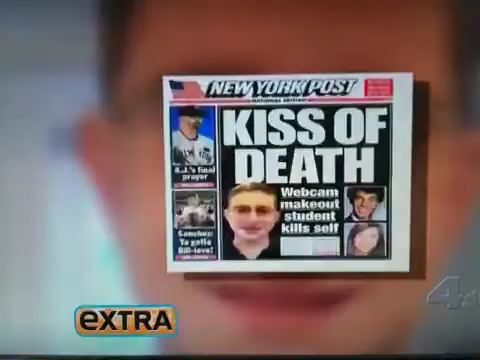 NEW YORK POST
NATIONAL EDITION
KISS OF
DEATH
A.J.'s final
prayer
Webcam
makeout
student
kills self
Sanchez:
Ya gotta
Bill-ieve!
4
eXTRA